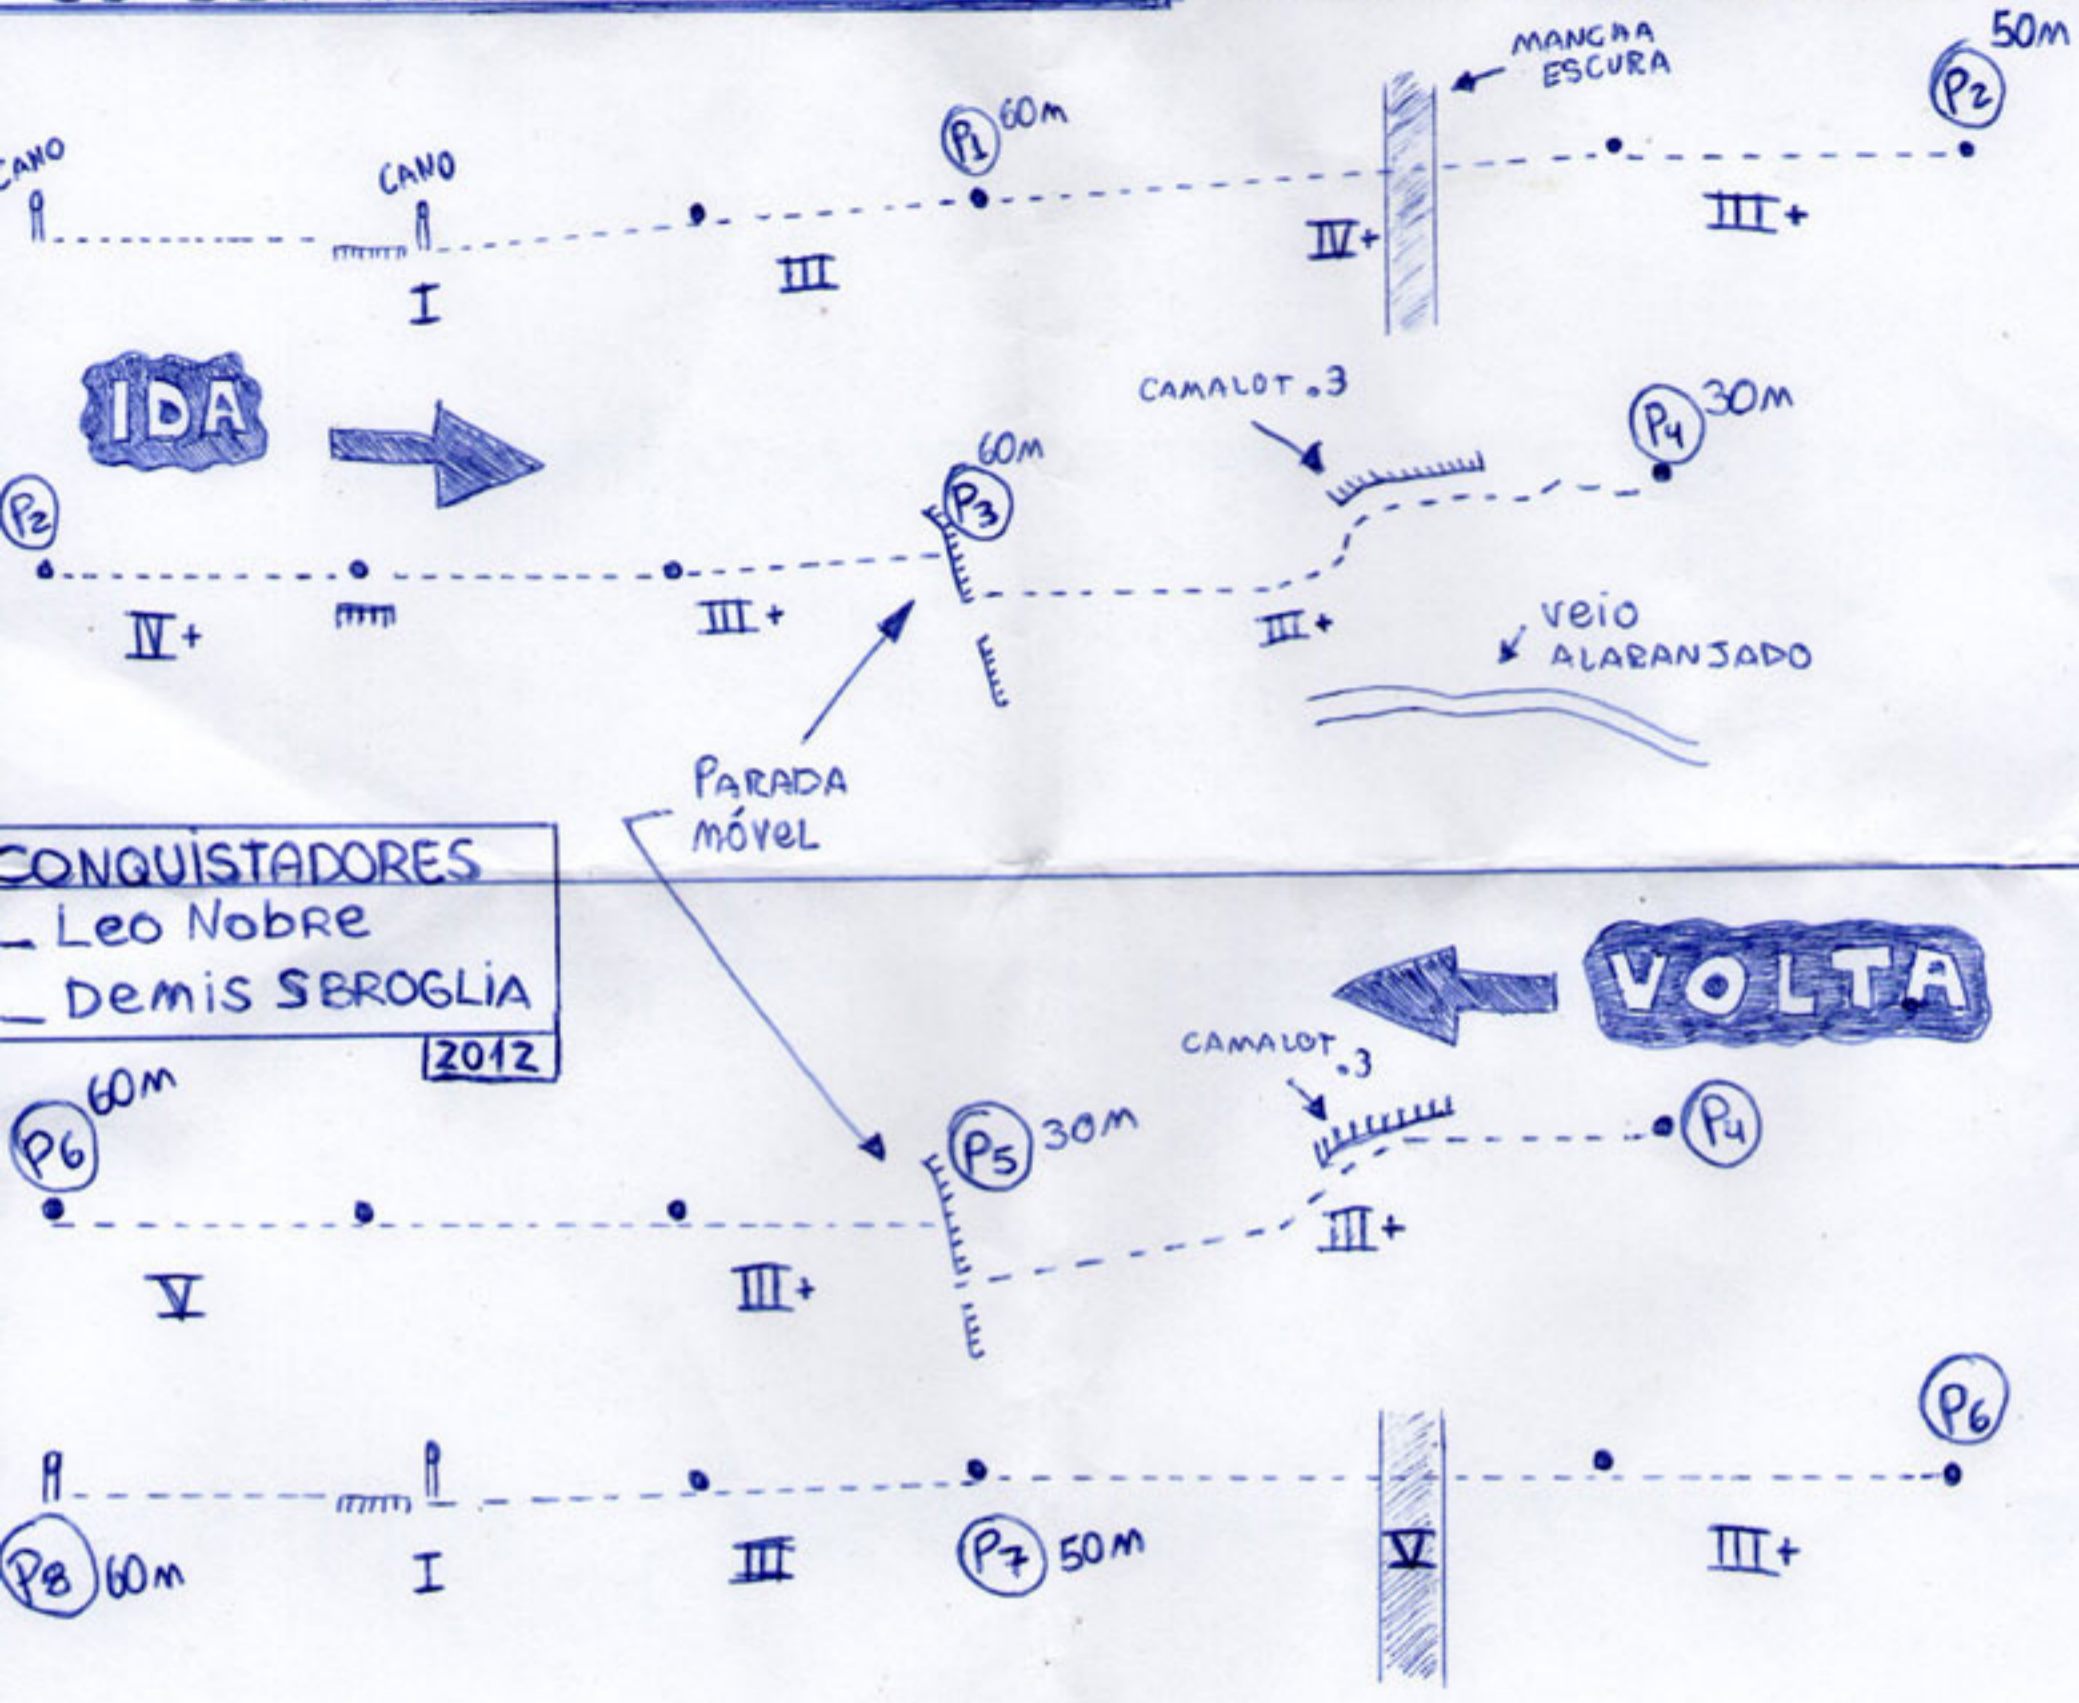 CANO
CANO
P1 60M
MANCHA
ESCURA
P2 50M
I
III
IV+
III+
IDA
CAMALOT .3
P4 30M
P2
P3 60M
IV+
III+
III+
veio
ALARANJADO
PARADA
MÓVEL
CONQUISTADORES
_ Leo Nobre
_ Demis SBROGLIA
2012
VOLTA
CAMALOT .3
P6 60M
P5 30M
P4
V
III+
III+
P6
P8 60M
I
III
P7 50M
V
III+